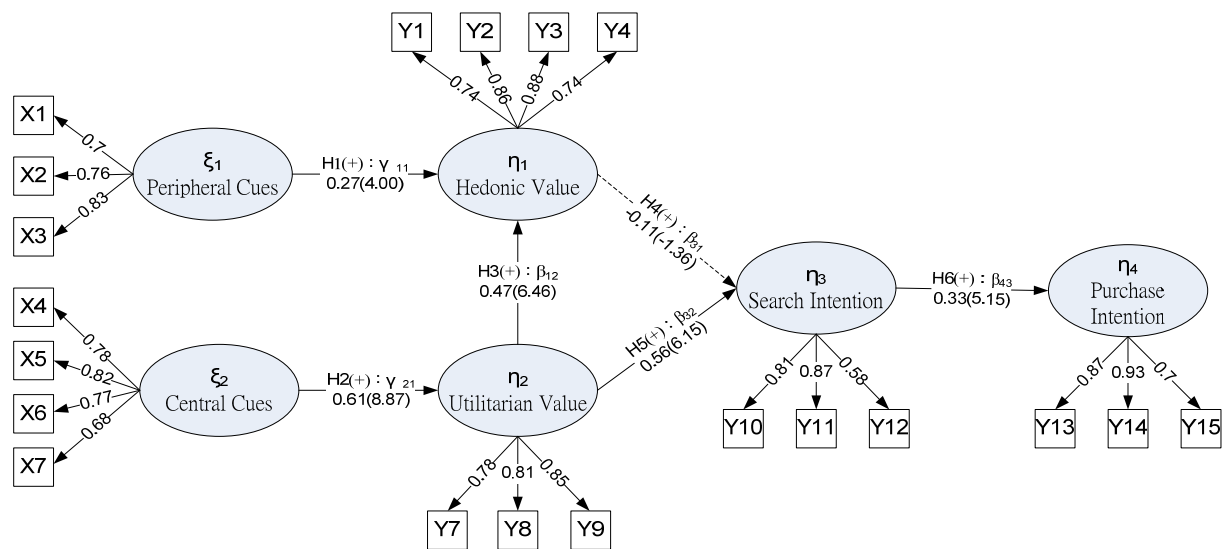 Y1
Y2
Y3
Y4
0.74
0.86
0.88
0.74
X1
X2
X3
0.7
0.76
0.83
ξ1
Peripheral Cues
H1(+) : γ 11
0.27(4.00)
η1
Hedonic Value
H4(+) : β31
-0.11(-1.36)
H3(+) : β12
0.47(6.46)
η3
Search Intention
H6(+) : β43
0.33(5.15)
η4
Purchase
Intention
X4
X5
X6
X7
0.78
0.82
0.77
0.68
ξ2
Central Cues
H2(+) : γ 21
0.61(8.87)
η2
Utilitarian Value
H5(+) : β32
0.56(6.15)
0.81
0.87
0.58
Y10
Y11
Y12
0.87
0.93
0.7
Y13
Y14
Y15
0.78
0.81
0.85
Y7
Y8
Y9